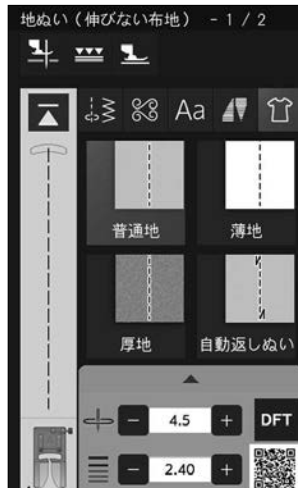 地ぬい(伸びない布地) - 1 / 2
Aa
普通地
薄地
厚地
自動返しぬい
− 4.5 + DFT
− 2.40 +